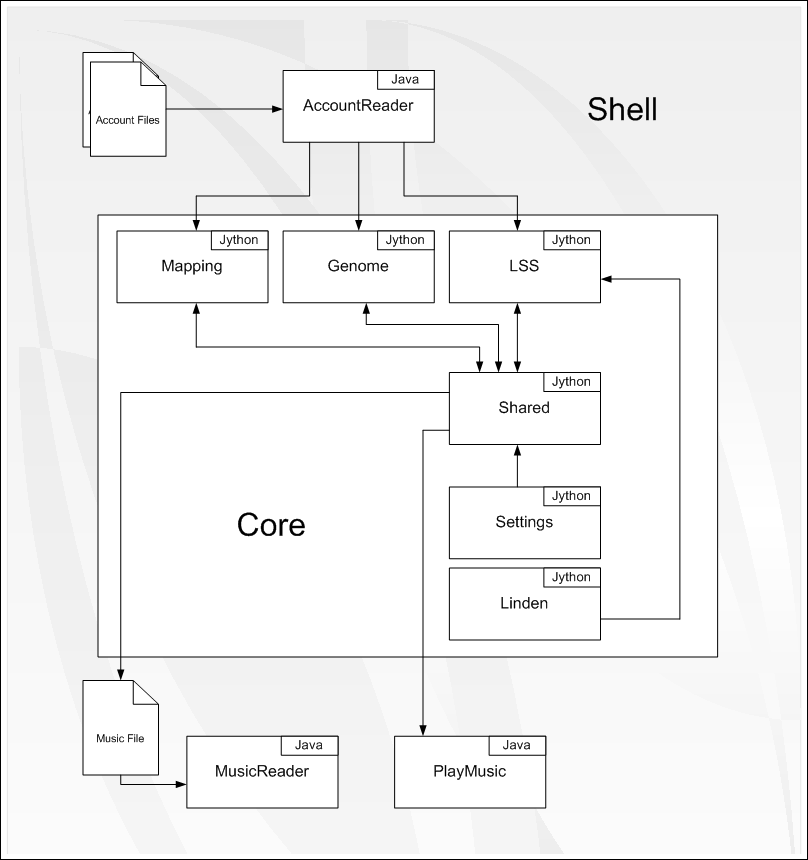 Java
Account Files
AccountReader
Shell
Jython
Mapping
Jython
Genome
Jython
LSS
Jython
Shared
Jython
Settings
Core
Jython
Linden
Music File
Java
MusicReader
Java
PlayMusic